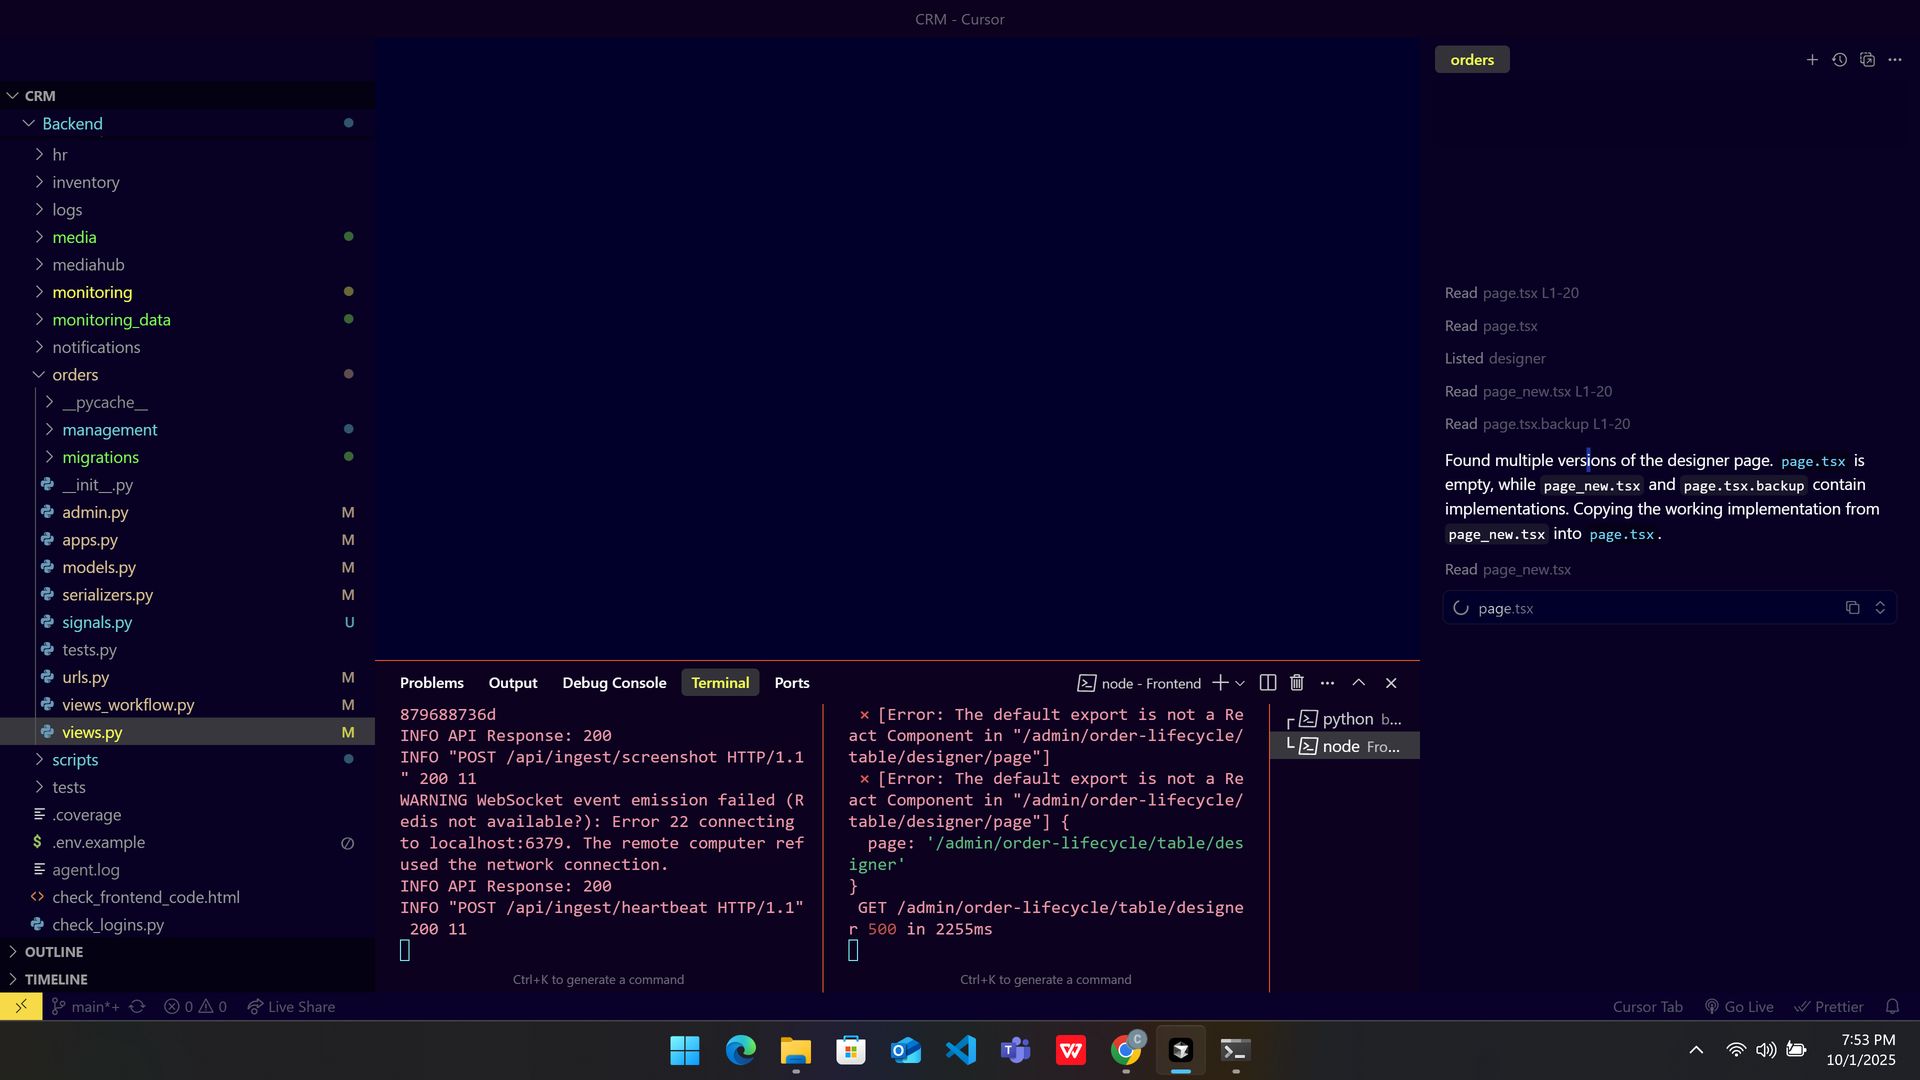 CRM - Cursor
CRM
Backend
hr
inventory
logs
media
mediahub
monitoring
monitoring_data
notifications
orders
__pycache__
management
migrations
__init__.py
admin.py M
apps.py M
models.py M
serializers.py M
signals.py U
tests.py
urls.py M
views_workflow.py M
views.py M
scripts
tests
.coverage
$ .env.example
agent.log
<> check_frontend_code.html
check_logins.py
OUTLINE
TIMELINE
Problems Output Debug Console Terminal Ports
node - Frontend
879688736d
INFO API Response: 200
INFO "POST /api/ingest/screenshot HTTP/1.1
" 200 11
WARNING WebSocket event emission failed (R
edis not available?): Error 22 connecting
to localhost:6379. The remote computer ref
used the network connection.
INFO API Response: 200
INFO "POST /api/ingest/heartbeat HTTP/1.1"
200 11
Ctrl+K to generate a command
× [Error: The default export is not a Re
act Component in "/admin/order-lifecycle/
table/designer/page"]
× [Error: The default export is not a Re
act Component in "/admin/order-lifecycle/
table/designer/page"] {
page: '/admin/order-lifecycle/table/des
igner'
}
GET /admin/order-lifecycle/table/designe
r 500 in 2255ms
Ctrl+K to generate a command
python b...
node Fro...
orders
Read page.tsx L1-20
Read page.tsx
Listed designer
Read page_new.tsx L1-20
Read page.tsx.backup L1-20
Found multiple versions of the designer page. page.tsx is
empty, while page_new.tsx and page.tsx.backup contain
implementations. Copying the working implementation from
page_new.tsx into page.tsx.
Read page_new.tsx
page.tsx
main*+ 0 0 Live Share
Cursor Tab Go Live Prettier
C
7:53 PM
10/1/2025